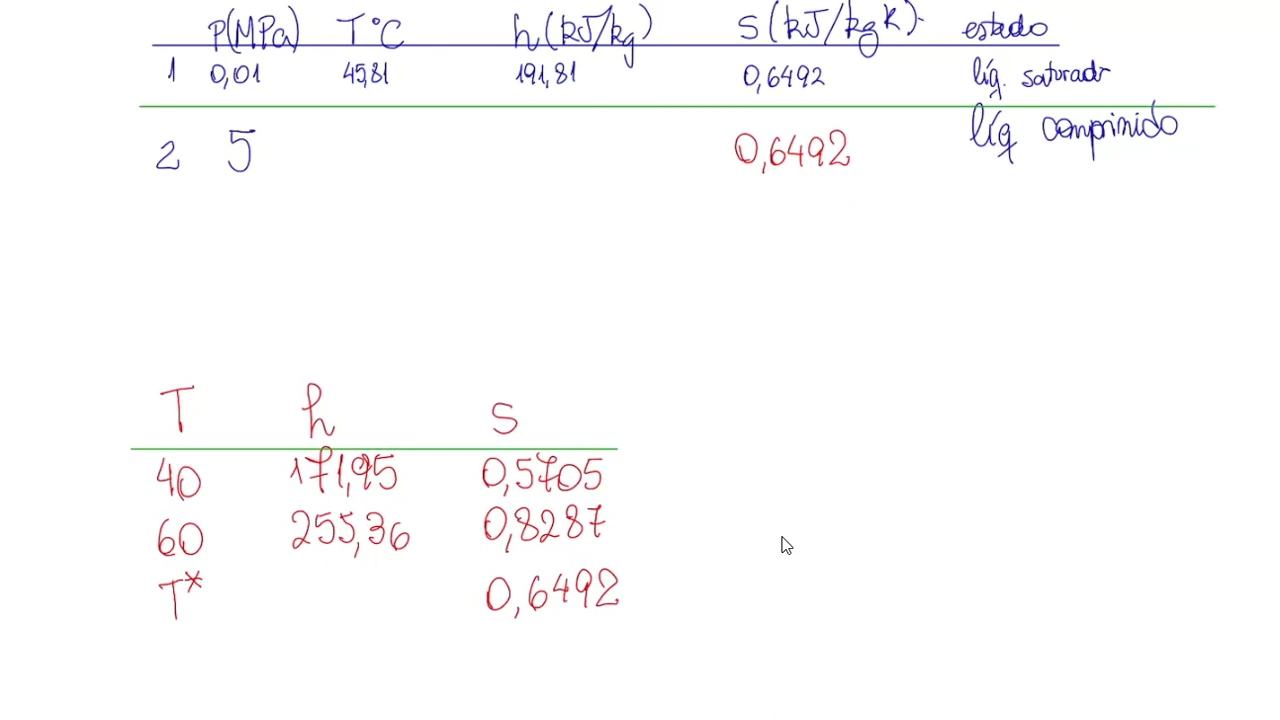 P(MPa) T°C h(kJ/kg) s(kJ/kgK) estado
1 0,01 45,81 191,81 0,6492 líq. saturado
2 5 0,6492 líq comprimido
T h s
40 171,95 0,5705
60 255,36 0,8287
T* 0,6492